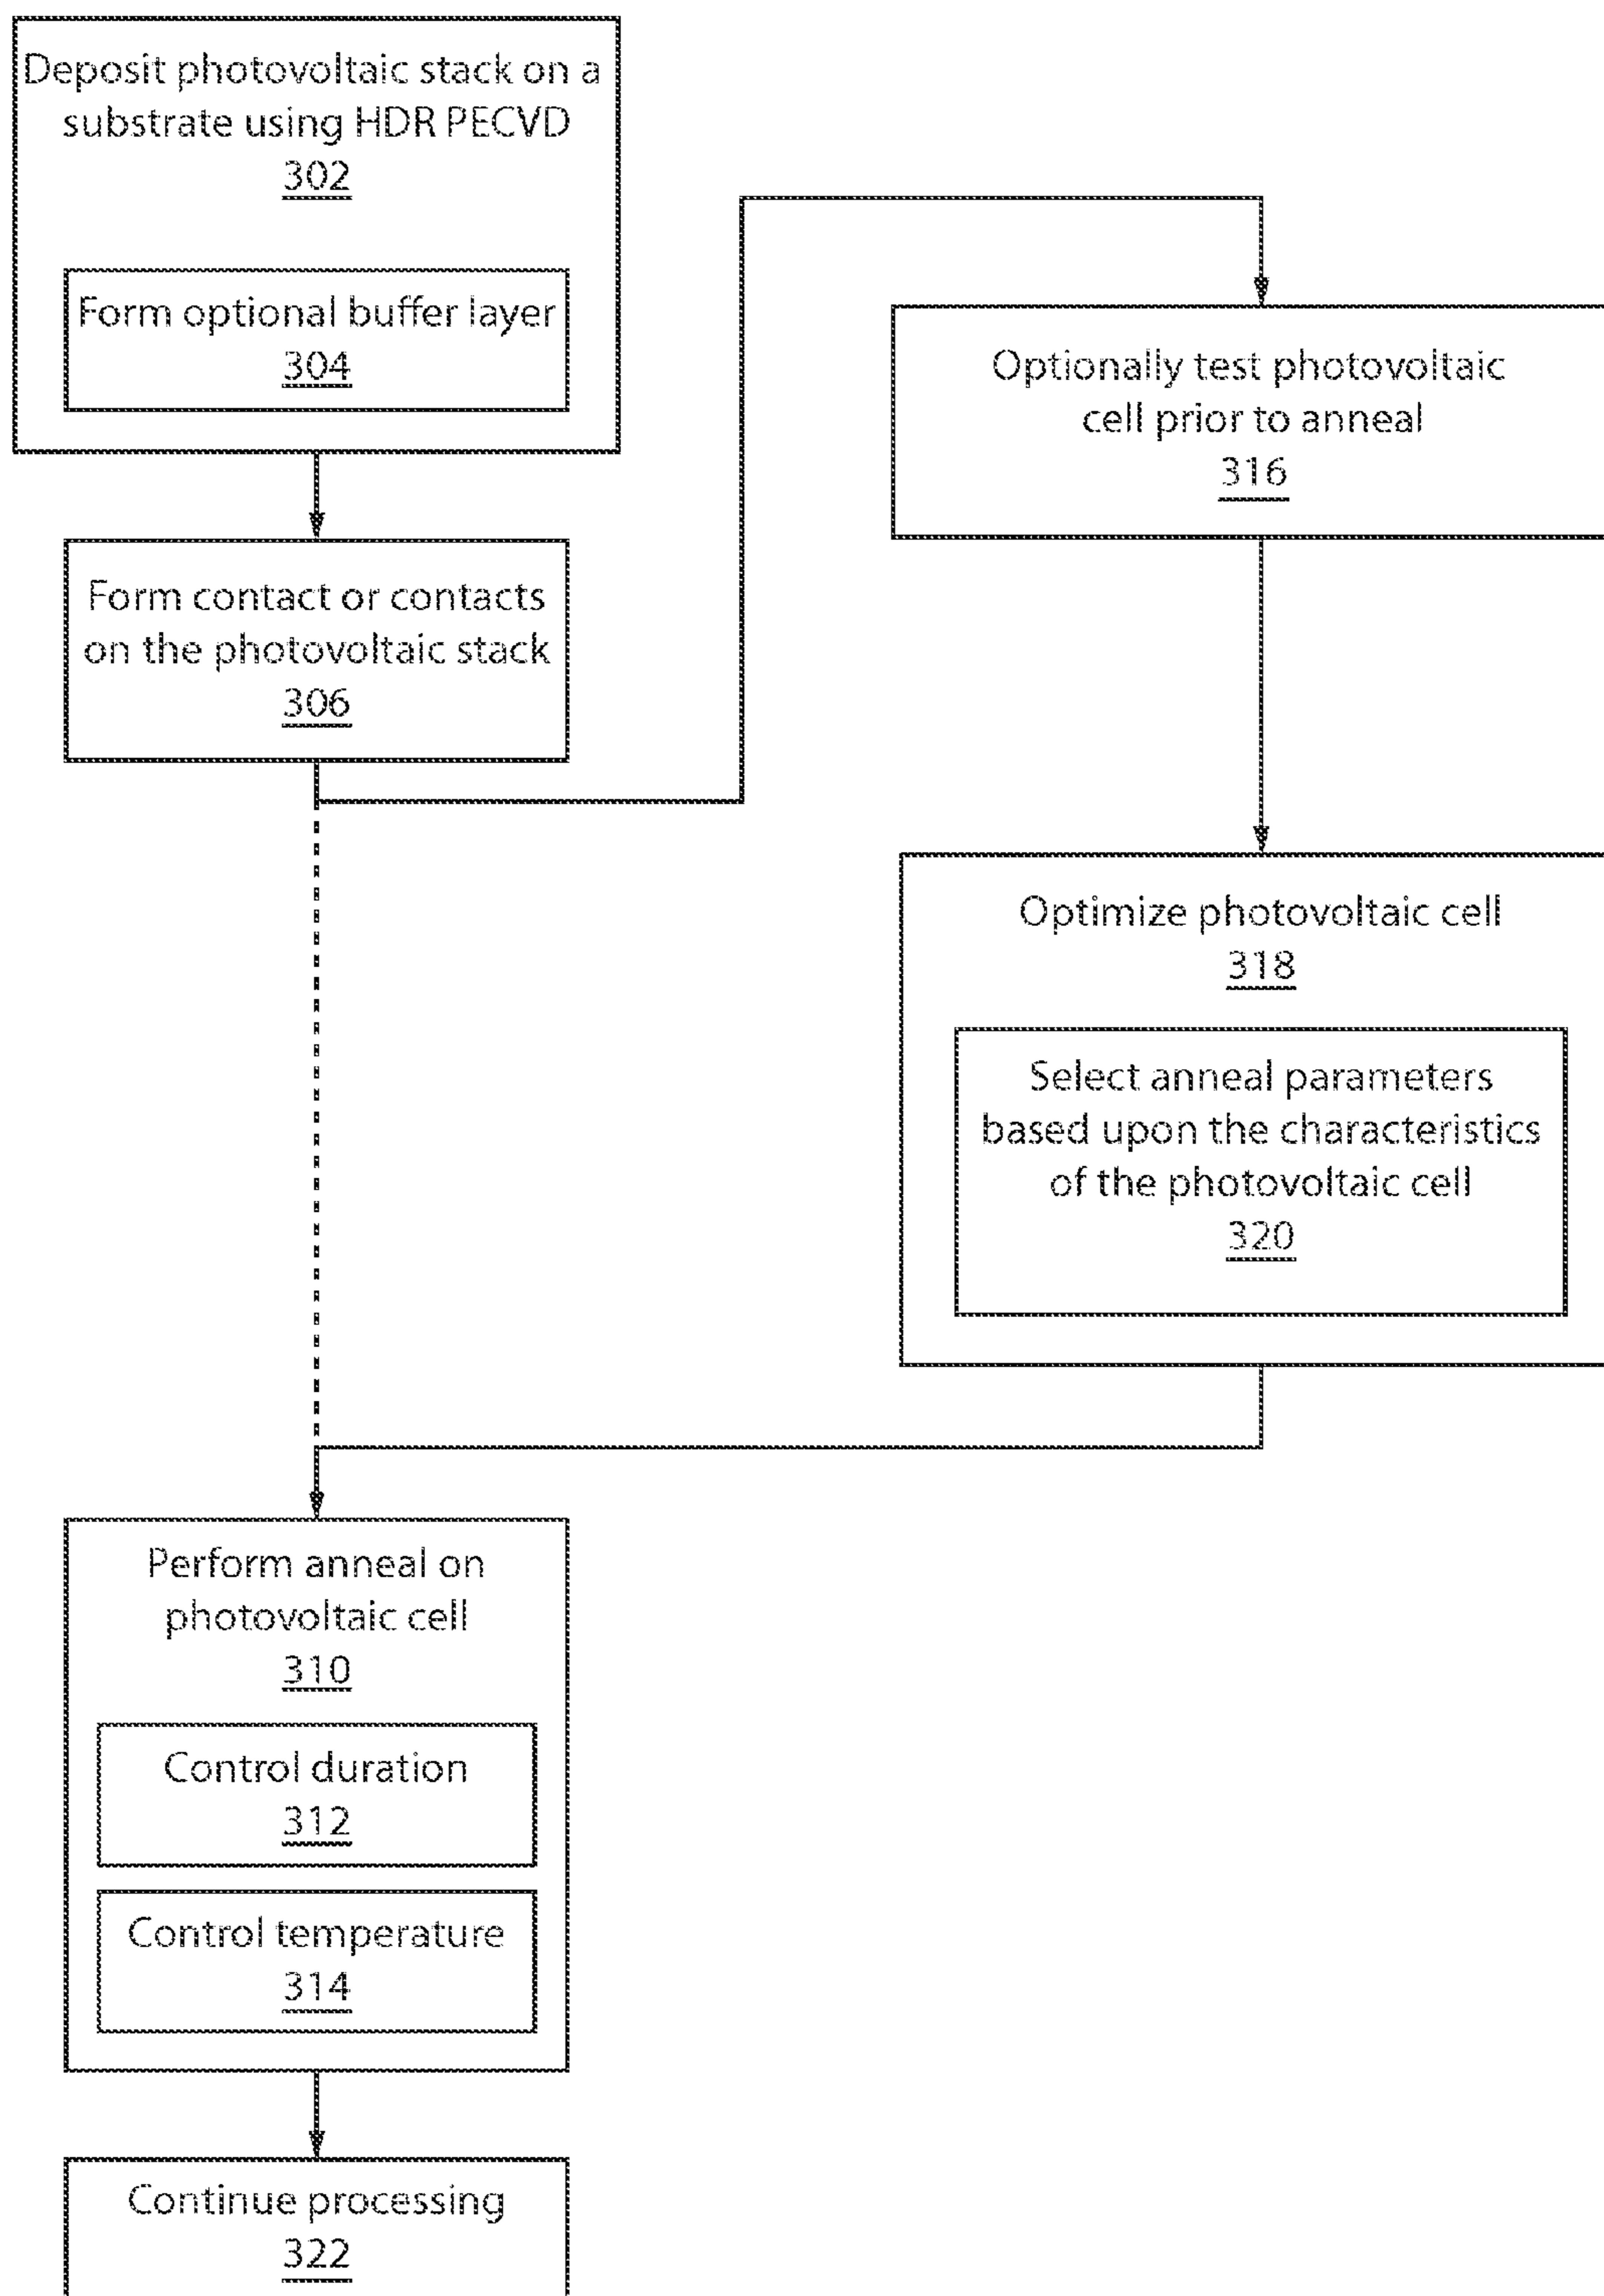 Deposit photovoltaic stack on a
substrate using HDR PECVD
302
Form optional buffer layer
304
Form contact or contacts
on the photovoltaic stack
306
Optionally test photovoltaic
cell prior to anneal
316
Optimize photovoltaic cell
318
Select anneal parameters
based upon the characteristics
of the photovoltaic cell
320
Perform anneal on
photovoltaic cell
310
Control duration
312
Control temperature
314
Continue processing
322